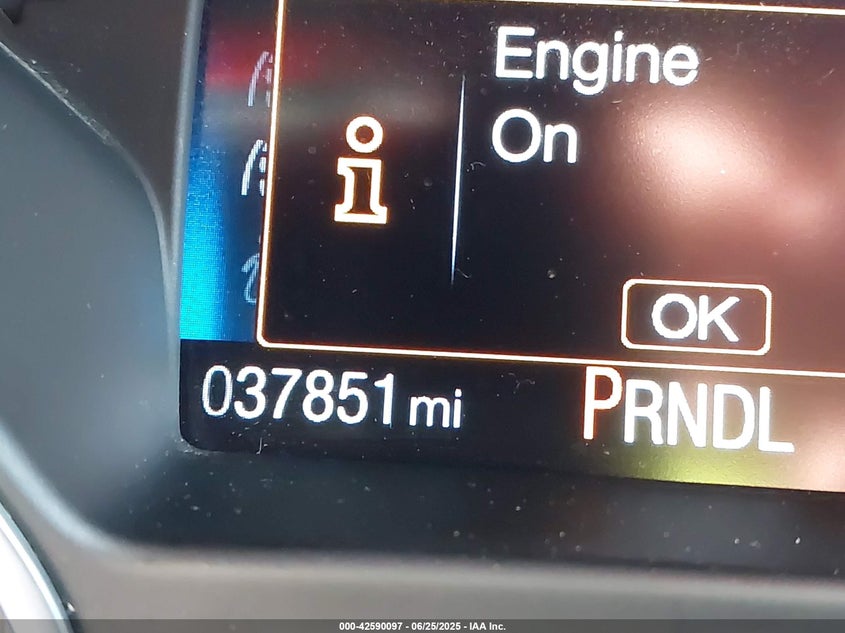 Engine
On
OK
037851 mi
PRNDL
000-42590097 - 06/25/2025 - IAA Inc.